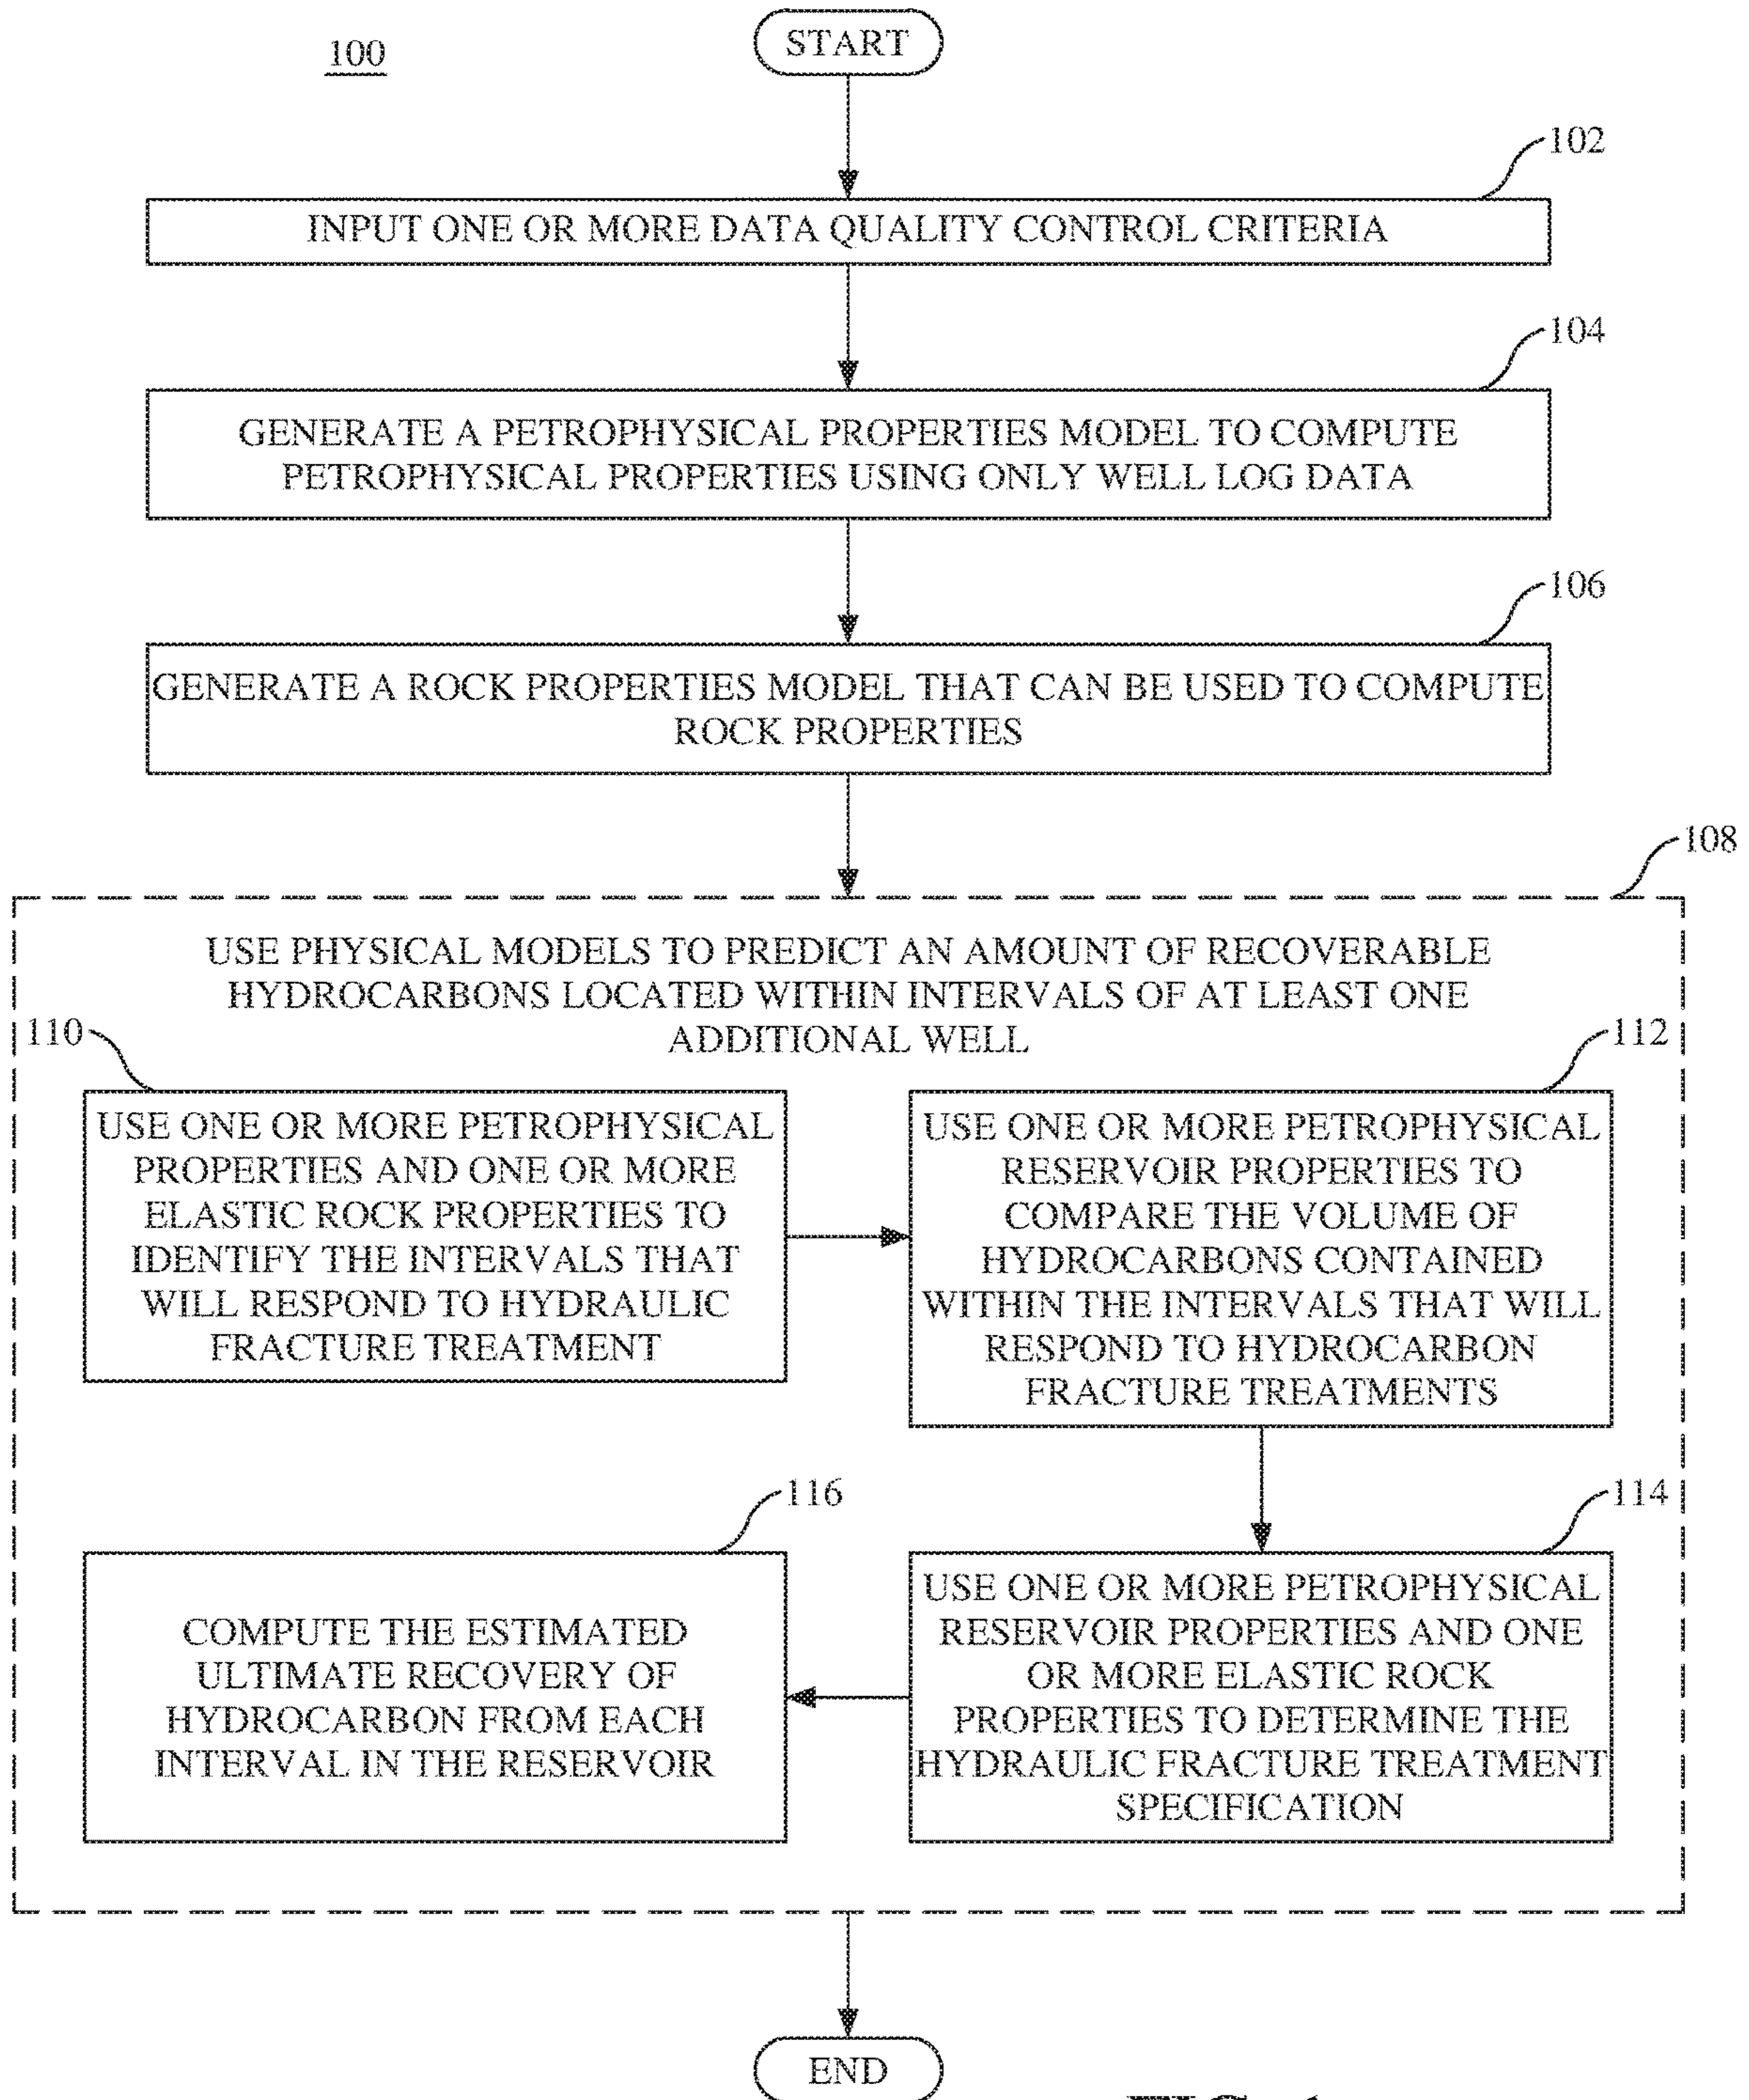 100
START
102
INPUT ONE OR MORE DATA QUALITY CONTROL CRITERIA
104
GENERATE A PETROPHYSICAL PROPERTIES MODEL TO COMPUTE
PETROPHYSICAL PROPERTIES USING ONLY WELL LOG DATA
106
GENERATE A ROCK PROPERTIES MODEL THAT CAN BE USED TO COMPUTE
ROCK PROPERTIES
108
USE PHYSICAL MODELS TO PREDICT AN AMOUNT OF RECOVERABLE
HYDROCARBONS LOCATED WITHIN INTERVALS OF AT LEAST ONE
ADDITIONAL WELL
110
USE ONE OR MORE PETROPHYSICAL
PROPERTIES AND ONE OR MORE
ELASTIC ROCK PROPERTIES TO
IDENTIFY THE INTERVALS THAT
WILL RESPOND TO HYDRAULIC
FRACTURE TREATMENT
112
USE ONE OR MORE PETROPHYSICAL
RESERVOIR PROPERTIES TO
COMPARE THE VOLUME OF
HYDROCARBONS CONTAINED
WITHIN THE INTERVALS THAT WILL
RESPOND TO HYDROCARBON
FRACTURE TREATMENTS
114
USE ONE OR MORE PETROPHYSICAL
RESERVOIR PROPERTIES AND ONE
OR MORE ELASTIC ROCK
PROPERTIES TO DETERMINE THE
HYDRAULIC FRACTURE TREATMENT
SPECIFICATION
116
COMPUTE THE ESTIMATED
ULTIMATE RECOVERY OF
HYDROCARBON FROM EACH
INTERVAL IN THE RESERVOIR
END